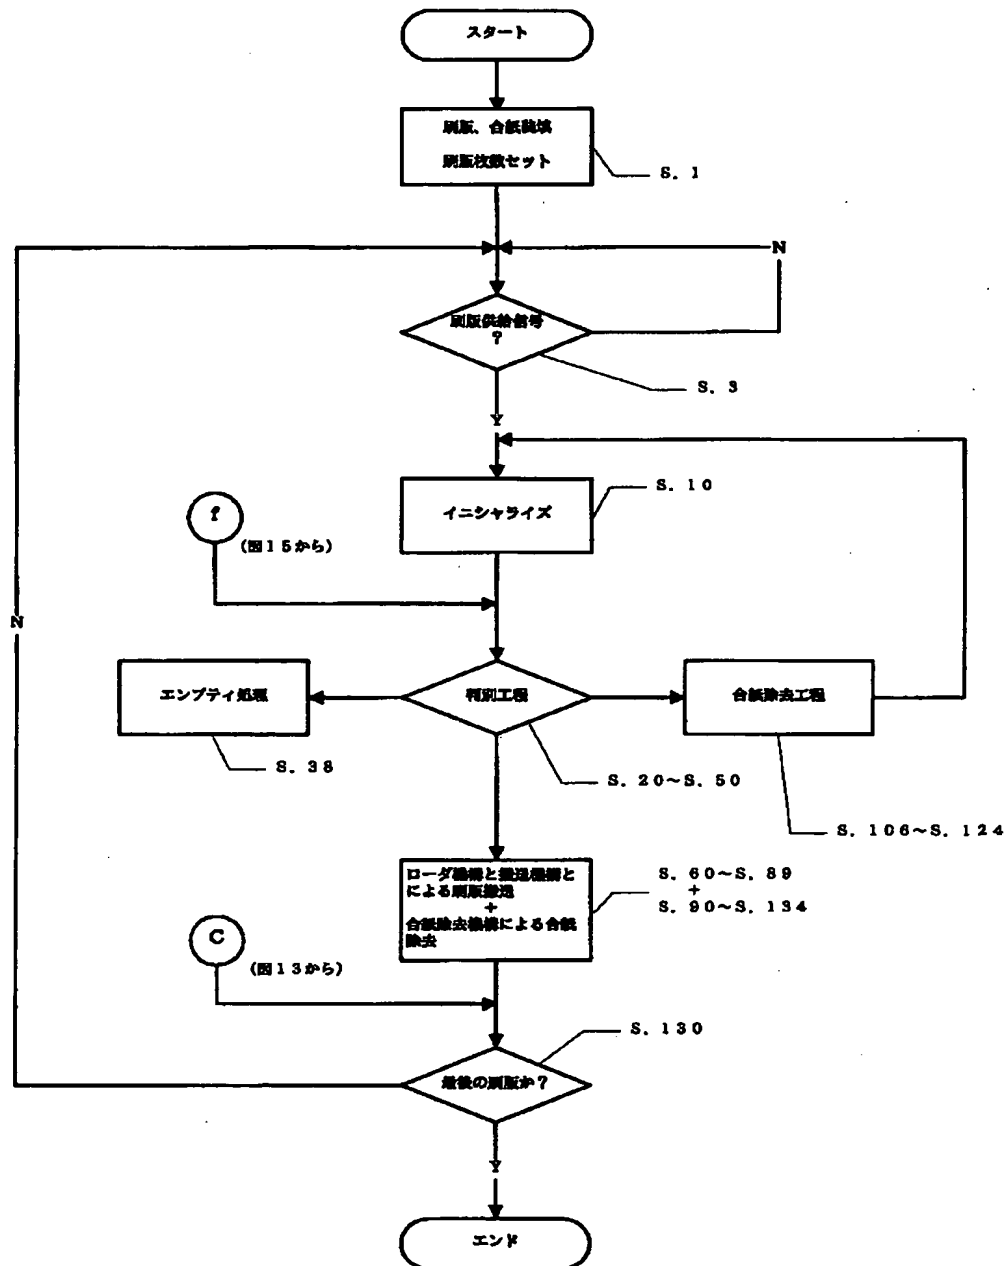 スタート
刷版、合紙装填
刷版枚数セット
S. 1
N
刷版供給信号
?
S. 3
Y
イニシャライズ
S. 10
f
(図15から)
N
エンプティ処理
判別工程
合紙除去工程
S. 38
S. 20〜S. 50
S. 106〜S. 124
ローダ機構と搬送機構と
による刷版搬送
+
合紙除去機構による合紙
除去
S. 60〜S. 89
+
S. 90〜S. 134
C
(図13から)
S. 130
最後の刷版か?
Y
エンド